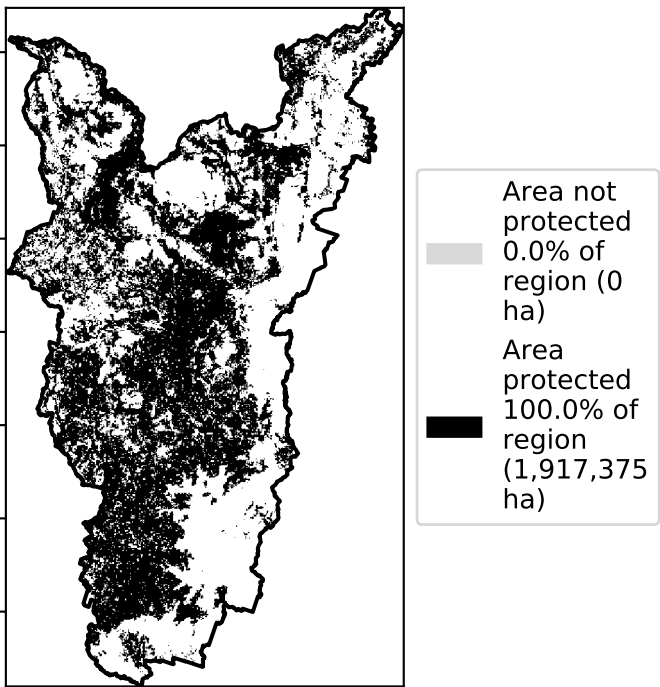 Area not
protected
0.0% of
region (0
ha)
Area
protected
100.0% of
region
(1,917,375
ha)